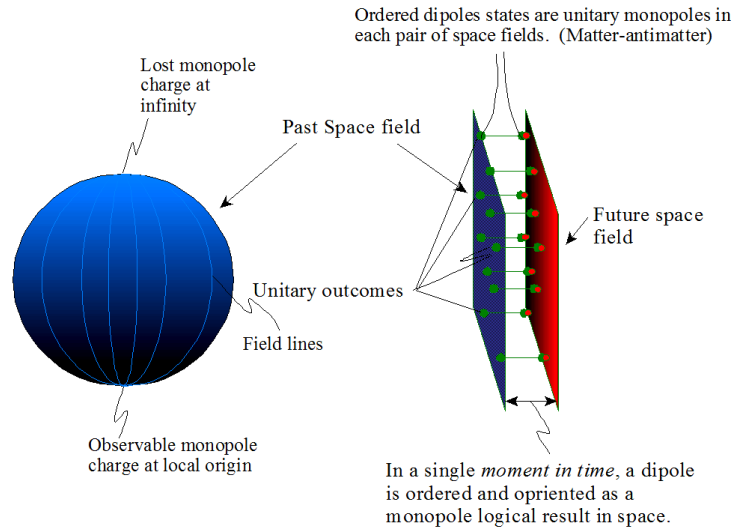 Ordered dipoles states are unitary monopoles in
each pair of space fields.  (Matter-antimatter)
Lost monopole
charge at
infinity
Past Space field
Future space
field
Unitary outcomes
Field lines
Observable monopole
charge at local origin
In a single moment in time, a dipole
is ordered and opriented as a
monopole logical result in space.